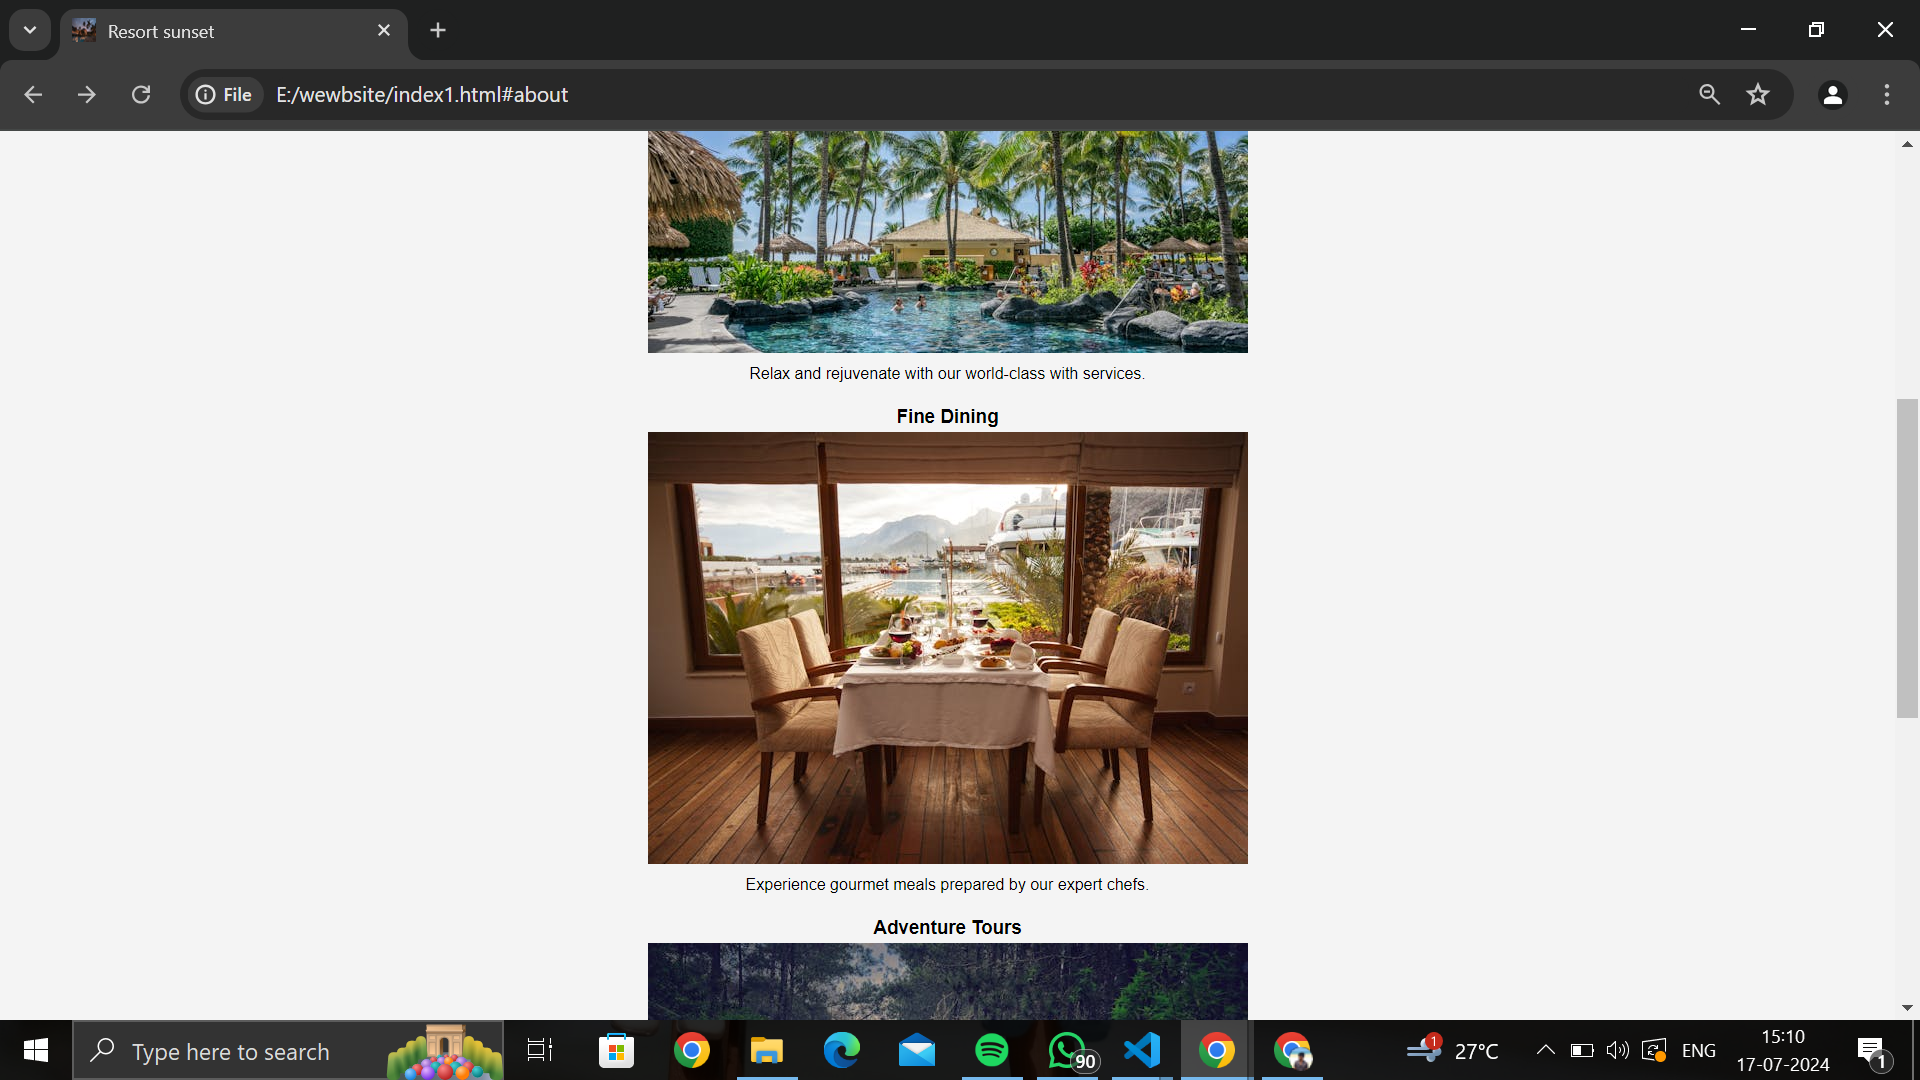 Resort sunset
File
E:/wewbsite/index1.html#about
Relax and rejuvenate with our world-class with services.
Fine Dining
Experience gourmet meals prepared by our expert chefs.
Adventure Tours
Type here to search
90
1
27°C
ENG
15:10
17-07-2024
1